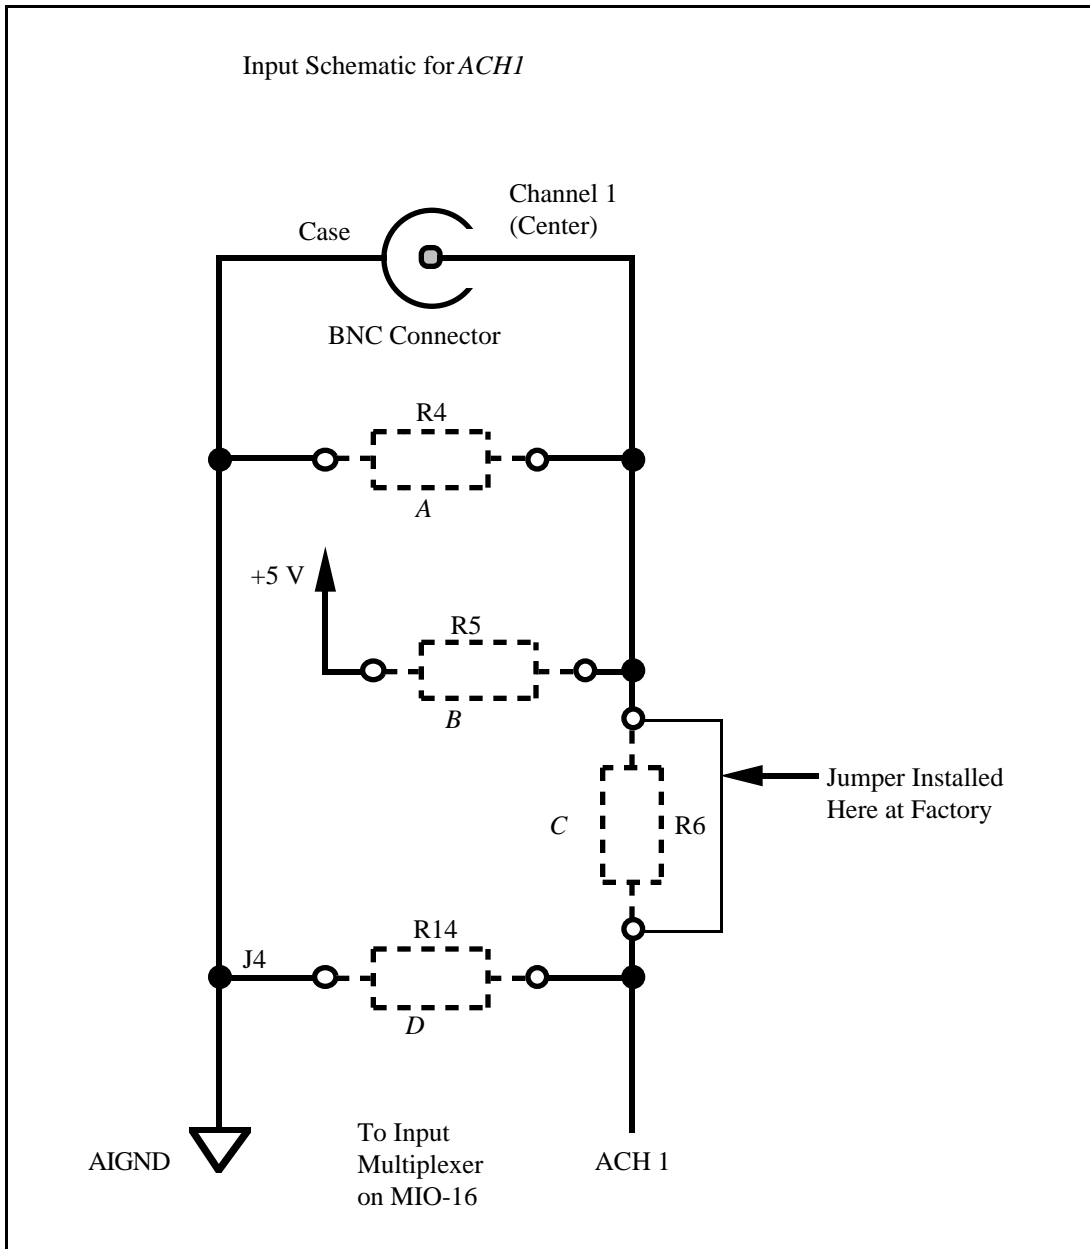 Input Schematic for ACH1
Channel 1
(Center)
Case
BNC Connector
R4
A
+5 V
R5
B
Jumper Installed
Here at Factory
C
R6
R14
J4
D
To Input
Multiplexer
on MIO-16
AIGND
ACH 1